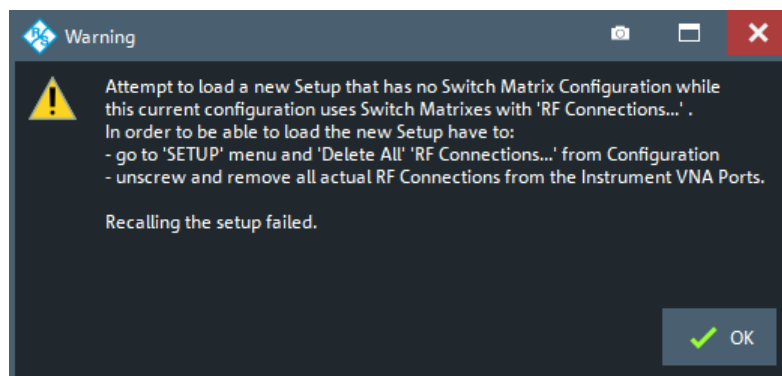 Warning
Attempt to load a new Setup that has no Switch Matrix Configuration while
this current configuration uses Switch Matrixes with 'RF Connections...' .
In order to be able to load the new Setup have to:
- go to 'SETUP' menu and 'Delete All' 'RF Connections...' from Configuration
- unscrew and remove all actual RF Connections from the Instrument VNA Ports.
Recalling the setup failed.
OK